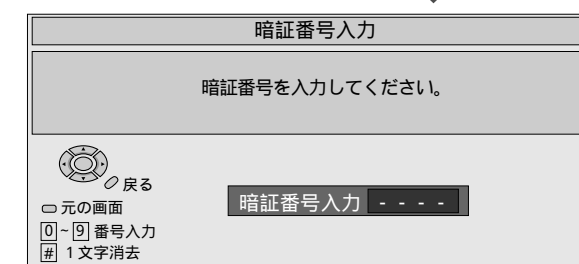 暗証番号入力
暗証番号を入力してください。
戻る
元の画面
0~9 番号入力
# 1文字消去
暗証番号入力 - - - -